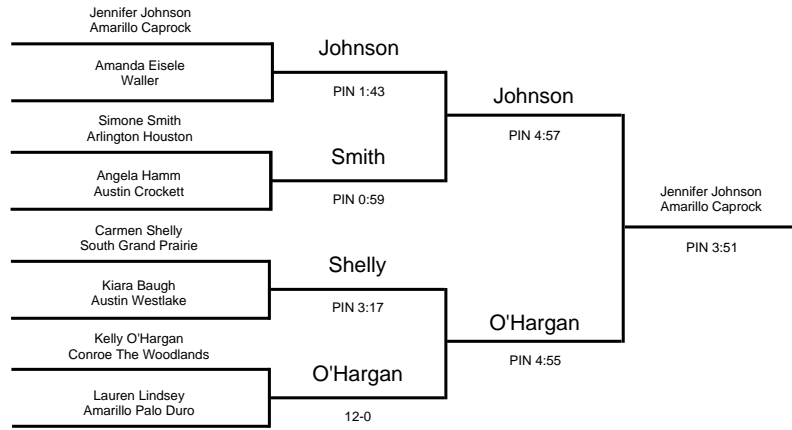 Jennifer Johnson
Amarillo Caprock
Amanda Eisele
Waller
Simone Smith
Arlington Houston
Angela Hamm
Austin Crockett
Carmen Shelly
South Grand Prairie
Kiara Baugh
Austin Westlake
Kelly O'Hargan
Conroe The Woodlands
Lauren Lindsey
Amarillo Palo Duro
Johnson
PIN 1:43
Smith
PIN 0:59
Shelly
PIN 3:17
O'Hargan
12-0
Johnson
PIN 4:57
O'Hargan
PIN 4:55
Jennifer Johnson
Amarillo Caprock
PIN 3:51